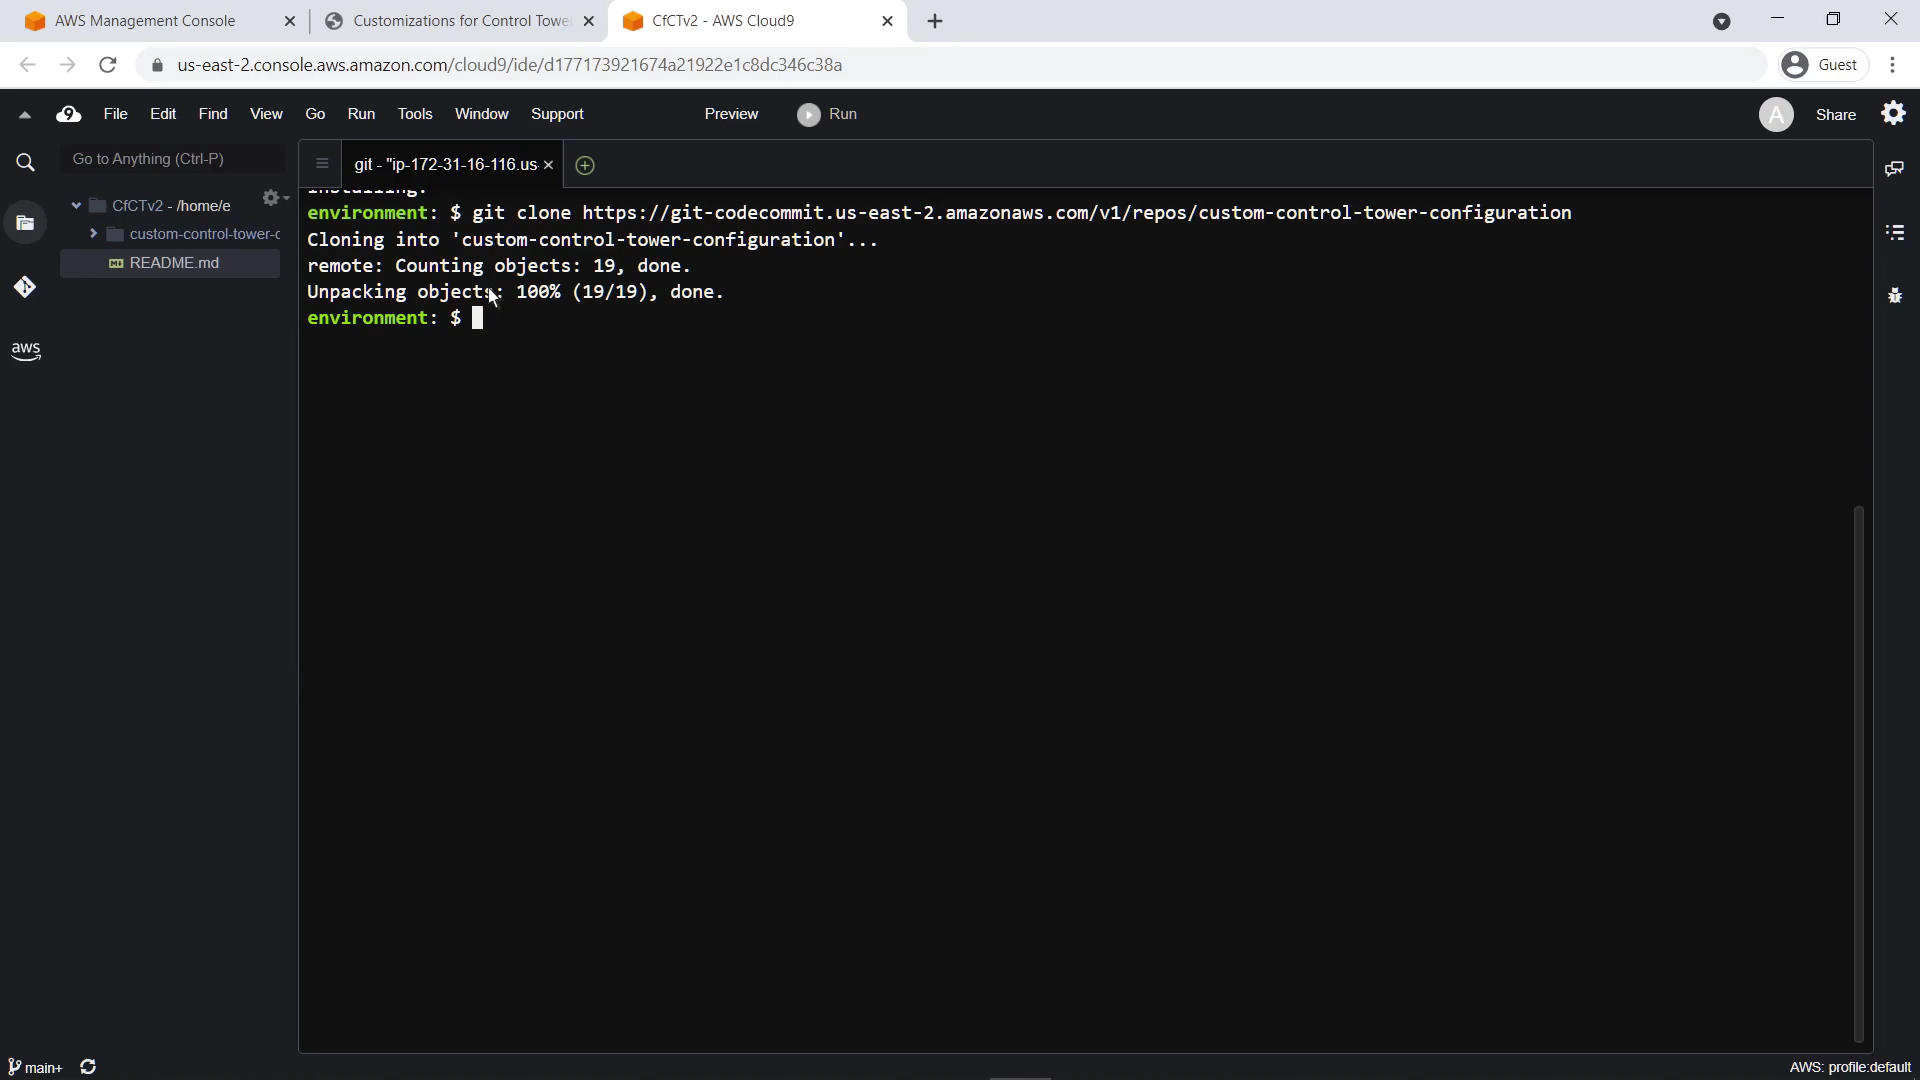 AWS Management Console
Customizations for Control Towe
CfCTv2 - AWS Cloud9
us-east-2.console.aws.amazon.com/cloud9/ide/d177173921674a21922e1c8dc346c38a
Guest
9 File Edit Find View Go Run Tools Window Support Preview Run A Share
Go to Anything (Ctrl-P)
git - "ip-172-31-16-116.us-
CfCTv2 - /home/e
custom-control-tower-c
README.md
aws
Installing:
environment: $ git clone https://git-codecommit.us-east-2.amazonaws.com/v1/repos/custom-control-tower-configuration
Cloning into 'custom-control-tower-configuration'...
remote: Counting objects: 19, done.
Unpacking objects: 100% (19/19), done.
environment: $
main+
AWS: profile:default